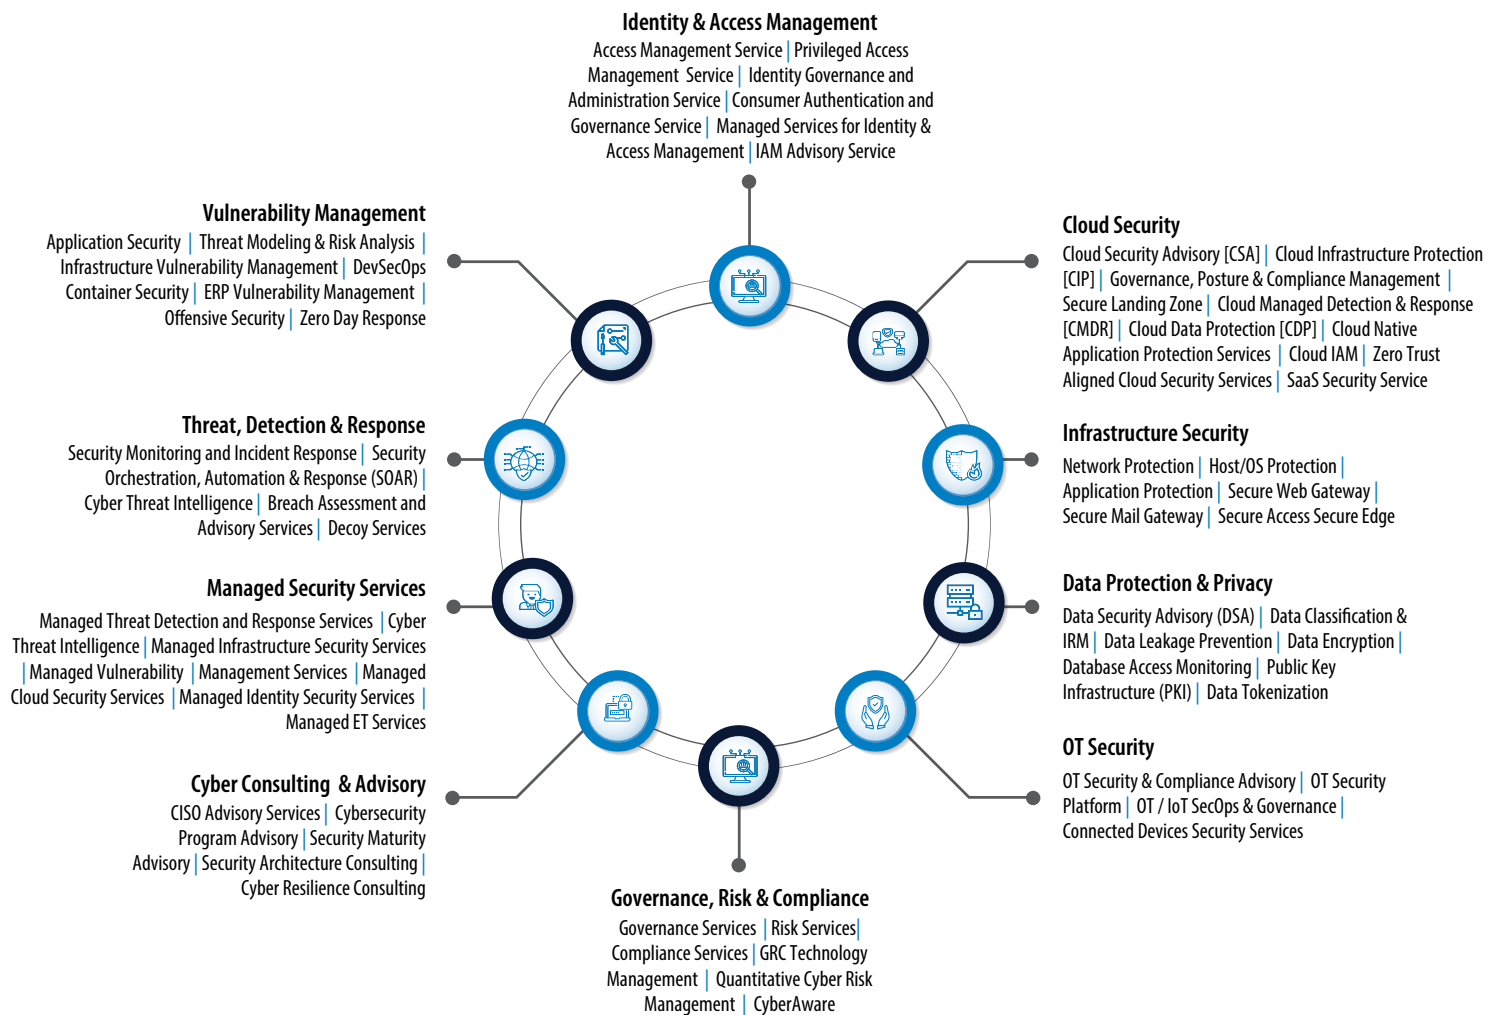 Identity & Access Management
Access Management Service | Privileged Access
Management Service | Identity Governance and
Administration Service | Consumer Authentication and
Governance Service | Managed Services for Identity &
Access Management | IAM Advisory Service
Vulnerability Management
Application Security | Threat Modeling & Risk Analysis |
Infrastructure Vulnerability Management | DevSecOps
Container Security | ERP Vulnerability Management |
Offensive Security | Zero Day Response
Cloud Security
Cloud Security Advisory [CSA] | Cloud Infrastructure Protection
[CIP] | Governance, Posture & Compliance Management |
Secure Landing Zone | Cloud Managed Detection & Response
[CMDR] | Cloud Data Protection [CDP] | Cloud Native
Application Protection Services | Cloud IAM | Zero Trust
Aligned Cloud Security Services | SaaS Security Service
Threat, Detection & Response
Security Monitoring and Incident Response | Security
Orchestration, Automation & Response (SOAR) |
Cyber Threat Intelligence | Breach Assessment and
Advisory Services | Decoy Services
Infrastructure Security
Network Protection | Host/OS Protection |
Application Protection | Secure Web Gateway |
Secure Mail Gateway | Secure Access Secure Edge
Managed Security Services
Managed Threat Detection and Response Services | Cyber
Threat Intelligence | Managed Infrastructure Security Services
| Managed Vulnerability | Management Services | Managed
Cloud Security Services | Managed Identity Security Services |
Managed ET Services
Data Protection & Privacy
Data Security Advisory (DSA) | Data Classification &
IRM | Data Leakage Prevention | Data Encryption |
Database Access Monitoring | Public Key
Infrastructure (PKI) | Data Tokenization
Cyber Consulting & Advisory
CISO Advisory Services | Cybersecurity
Program Advisory | Security Maturity
Advisory | Security Architecture Consulting |
Cyber Resilience Consulting
OT Security
OT Security & Compliance Advisory | OT Security
Platform | OT / IoT SecOps & Governance |
Connected Devices Security Services
Governance, Risk & Compliance
Governance Services | Risk Services |
Compliance Services | GRC Technology
Management | Quantitative Cyber Risk
Management | CyberAware